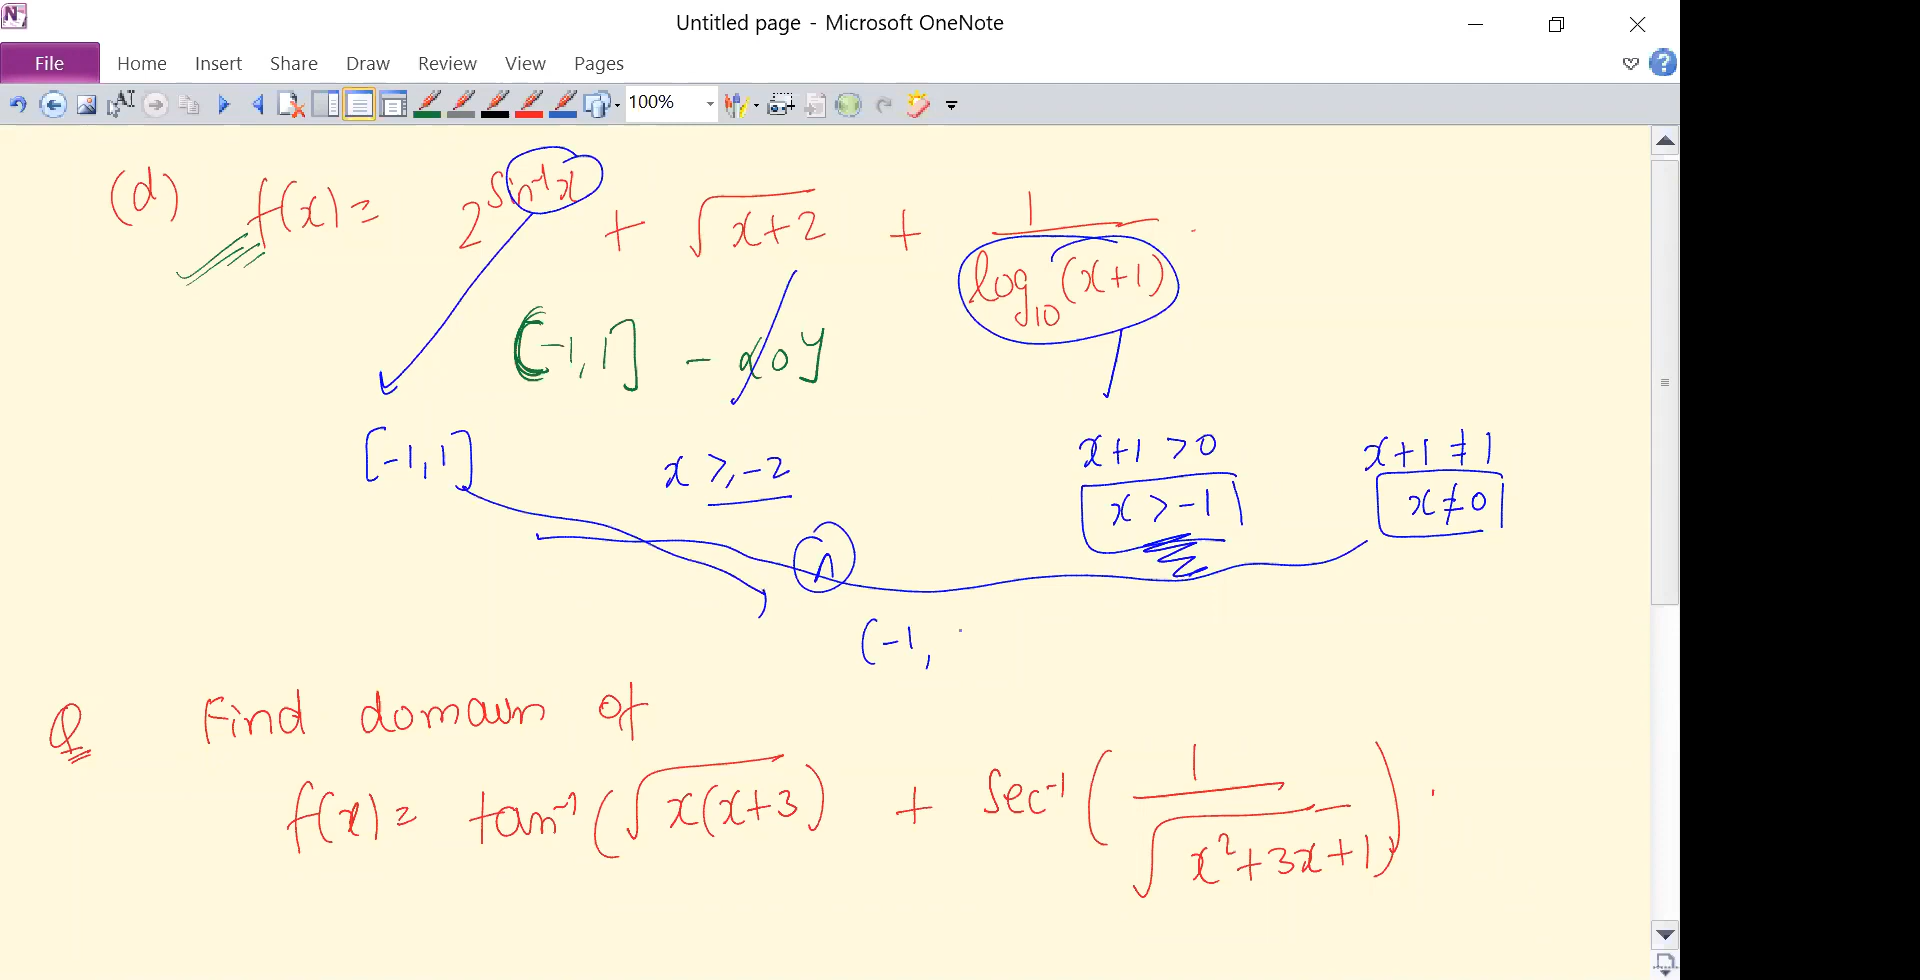 Untitled page - Microsoft OneNote
File Home Insert Share Draw Review View Pages
100%
(d) f(x) = 2^{sin⁻¹x} + √(x+2) + 1/log₁₀(x+1)
(-1, 1] - {0}
[-1, 1] x ≥ -2 x+1 > 0 x+1 ≠ 1
x > -1 x ≠ 0
∩
(-1,
Q Find domain of
f(x) = tan⁻¹(√x(x+3)) + Sec⁻¹(1/√(x²+3x+1)).